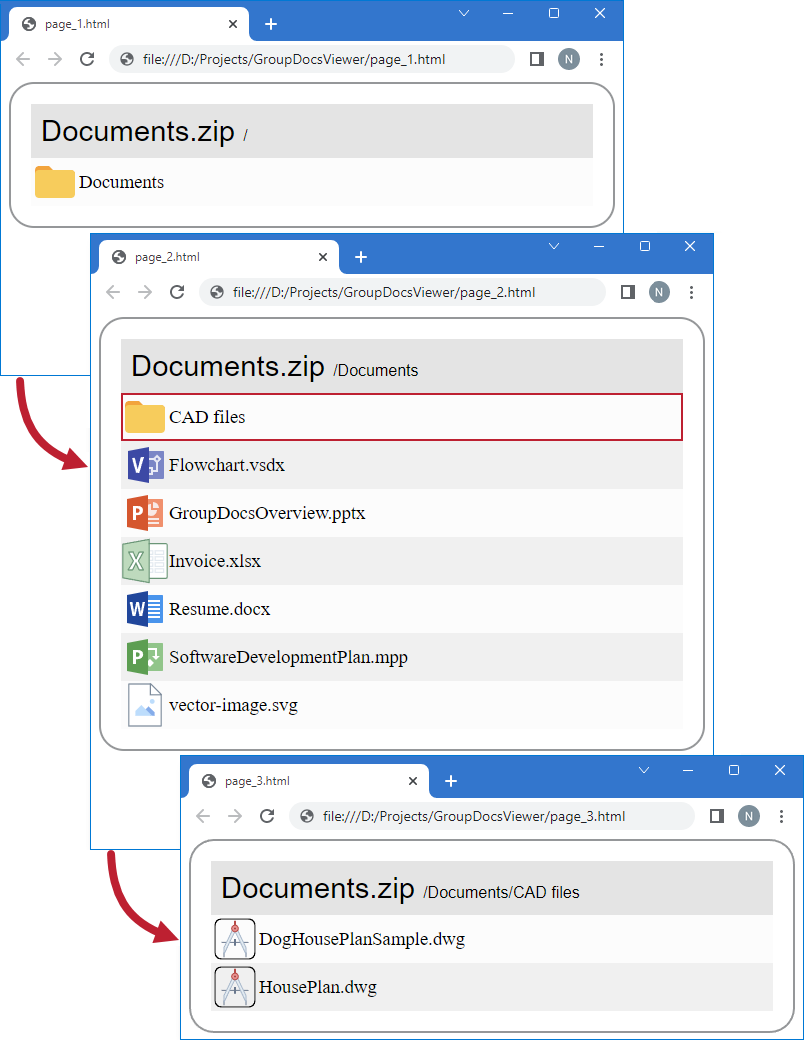 page_1.html
file:///D:/Projects/GroupDocsViewer/page_1.html
N
Documents.zip /
Documents
page_2.html
file:///D:/Projects/GroupDocsViewer/page_2.html
N
Documents.zip /Documents
CAD files
V
Flowchart.vsdx
P
GroupDocsOverview.pptx
X
Invoice.xlsx
W
Resume.docx
P
SoftwareDevelopmentPlan.mpp
vector-image.svg
page_3.html
file:///D:/Projects/GroupDocsViewer/page_3.html
N
Documents.zip /Documents/CAD files
DogHousePlanSample.dwg
HousePlan.dwg